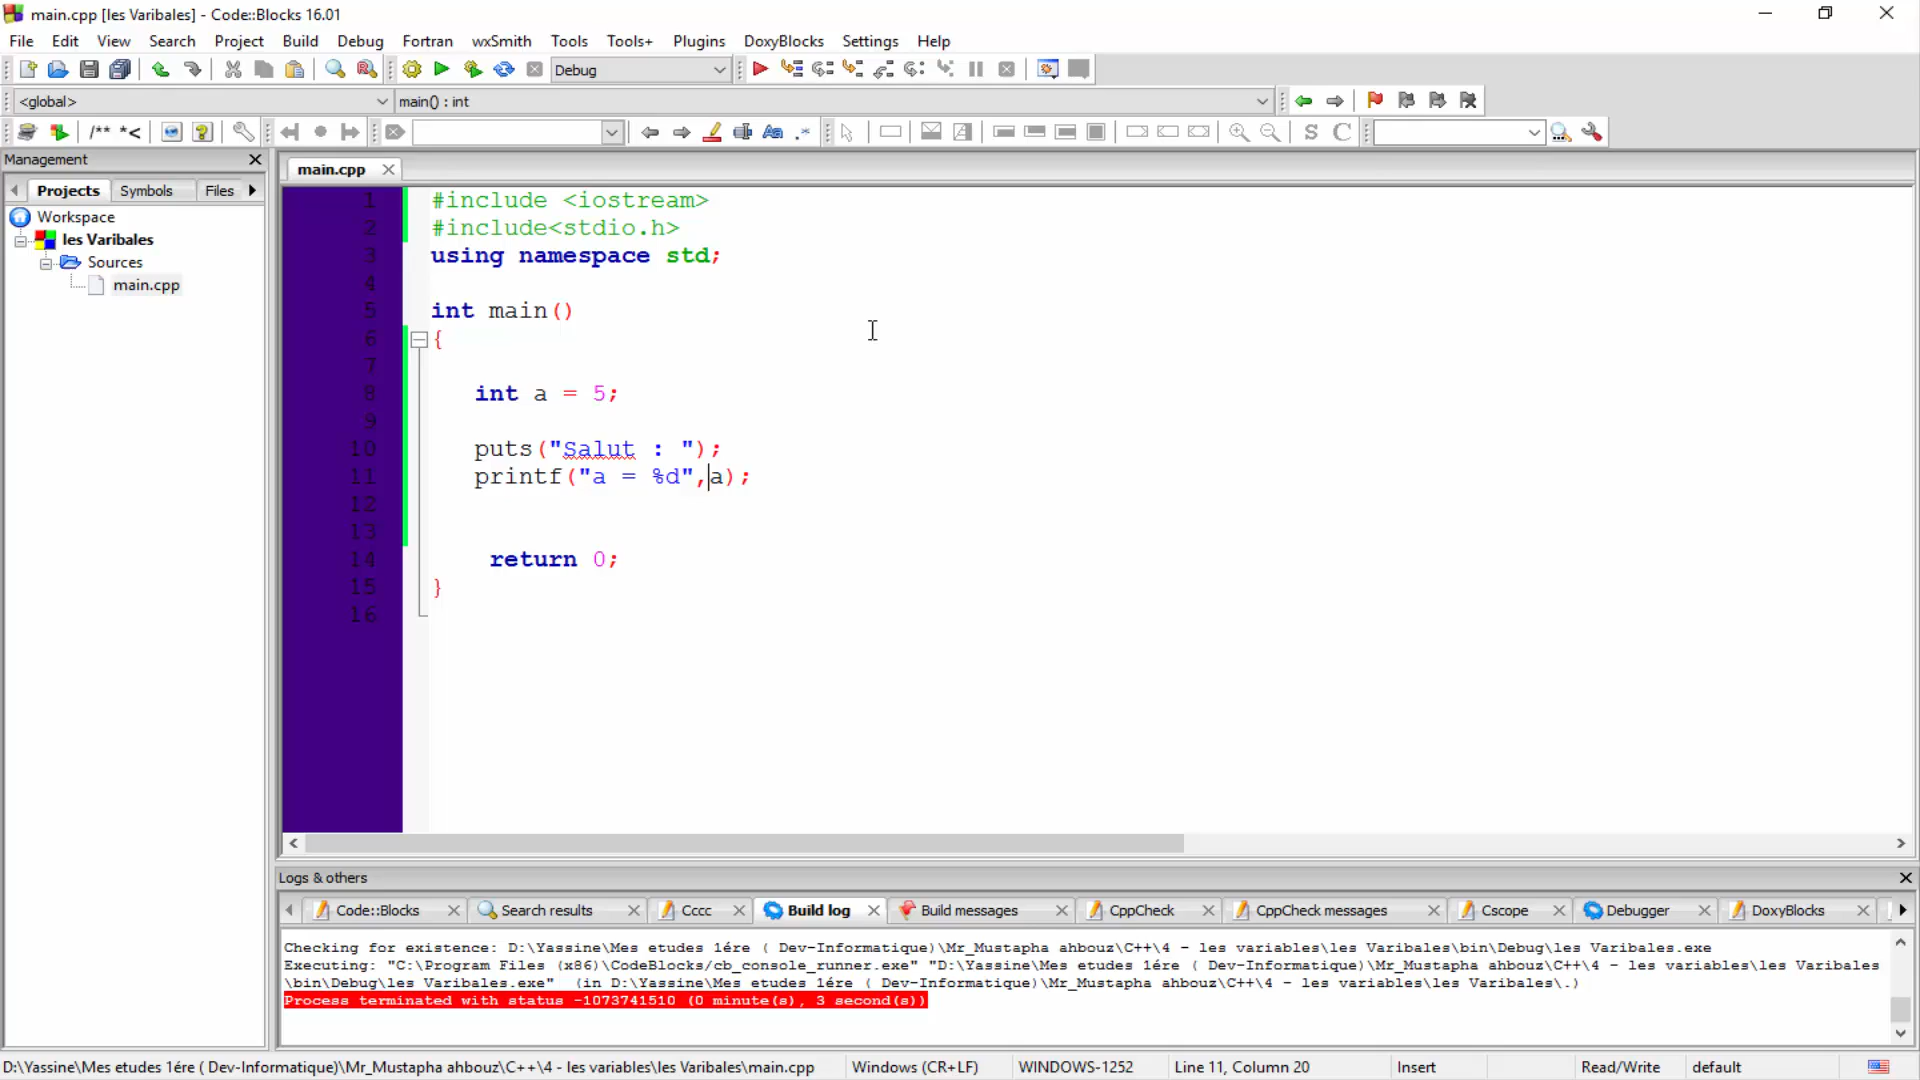 main.cpp [les Varibales] - Code::Blocks 16.01
File Edit View Search Project Build Debug Fortran wxSmith Tools Tools+ Plugins DoxyBlocks Settings Help
Debug
<global> main() : int
/** *< Aa .* S C
Management
Projects Symbols Files
main.cpp
Workspace
les Varibales
Sources
main.cpp
1 #include <iostream>
2 #include<stdio.h>
3 using namespace std;
4
5 int main()
6 {
7
8 int a = 5;
9
10 puts("Salut : ");
11 printf("a = %d",a);
12
13
14 return 0;
15 }
16
Logs & others
Code::Blocks Search results Cccc Build log Build messages CppCheck CppCheck messages Cscope Debugger DoxyBlocks
Checking for existence: D:\Yassine\Mes etudes 1ére ( Dev-Informatique)\Mr_Mustapha ahbouz\C++\4 - les variables\les Varibales\bin\Debug\les Varibales.exe
Executing: "C:\Program Files (x86)\CodeBlocks/cb_console_runner.exe" "D:\Yassine\Mes etudes 1ére ( Dev-Informatique)\Mr_Mustapha ahbouz\C++\4 - les variables\les Varibales
\bin\Debug\les Varibales.exe"  (in D:\Yassine\Mes etudes 1ére ( Dev-Informatique)\Mr_Mustapha ahbouz\C++\4 - les variables\les Varibales\.)
Process terminated with status -1073741510 (0 minute(s), 3 second(s))
D:\Yassine\Mes etudes 1ére ( Dev-Informatique)\Mr_Mustapha ahbouz\C++\4 - les variables\les Varibales\main.cpp Windows (CR+LF) WINDOWS-1252 Line 11, Column 20 Insert Read/Write default